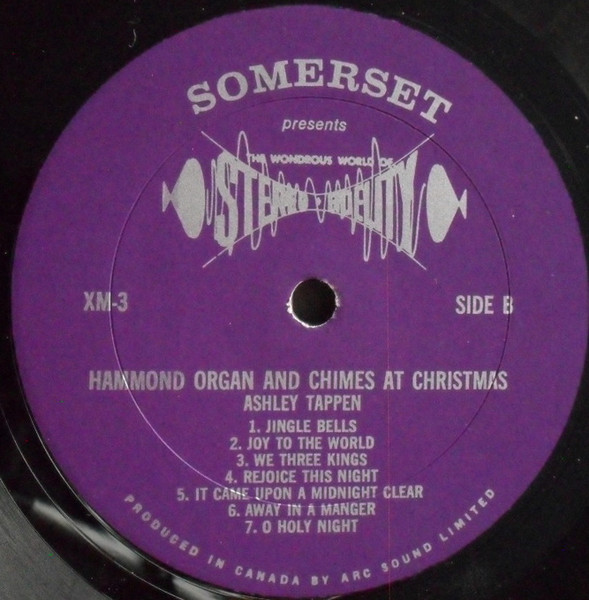 SOMERSET
presents
THE WONDROUS WORLD OF
STEREO · FIDELITY
XM-3
SIDE B
HAMMOND ORGAN AND CHIMES AT CHRISTMAS
ASHLEY TAPPEN
1. JINGLE BELLS
2. JOY TO THE WORLD
3. WE THREE KINGS
4. REJOICE THIS NIGHT
5. IT CAME UPON A MIDNIGHT CLEAR
6. AWAY IN A MANGER
7. O HOLY NIGHT
PRODUCED IN CANADA BY ARC SOUND LIMITED